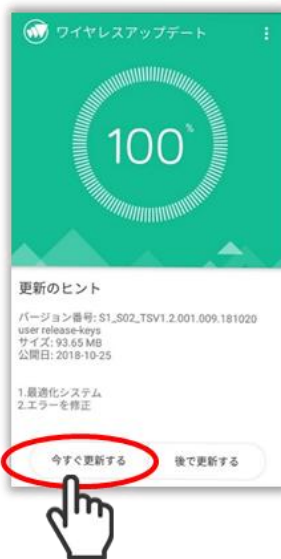 ワイヤレスアップデート
100%
更新のヒント
バージョン番号: S1_S02_TSV1.2.001.009.181020
user release-keys
サイズ: 93.65 MB
公開日: 2018-10-25
1.最適化システム
2.エラーを修正
今すぐ更新する
後で更新する